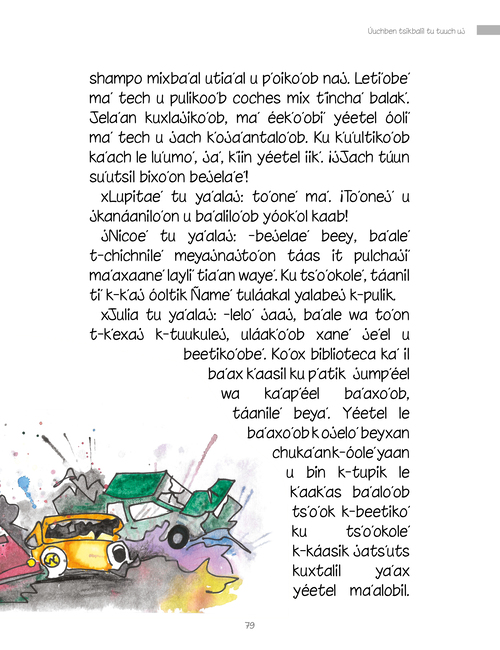 Úuchben tsikbalil tu tuuch uj
shampo mixba'al utia'al u p'oiko'ob naj. Leti'obe'
ma' tech u pulikoo'b coches mix tíncha' balak'.
Jela'an kuxlajiko'ob, ma' éek'o'obi' yéetel óoli'
ma' tech u jach k'oja'antalo'ob. Ku k'u'ultiko'ob
ka'ach le lu'umo', ja', k'iin yéetel iik'. ¡jJach túun
su'utsil bixo'on bejela'e'!
xLupitae' tu ya'alaj: to'one' ma'. ¡To'onej' u
jkanáanilo'on u ba'alilo'ob yóok'ol kaab!
jNicoe' tu ya'alaj: -bejelae' beey, ba'ale'
t-chichnile' meyajnajto'on táas it pulchají
ma'axaane' layli' tia'an waye'. Ku ts'o'okole', táanil
ti' k-k'aj óoltik Ñame' tuláakal yalabej k-pulik.
xJulia tu ya'alaj: -lelo' jaaj, ba'ale wa to'on
t-k'exaj k-tuukulej, uláak'o'ob xane' je'el u
beetiko'obe'. Ko'ox biblioteca ka' il
ba'ax k'aasil ku p'atik jump'éel
wa ka'ap'éel ba'axo'ob,
táanile' beya'. Yéetel le
ba'axo'ob k ojelo' beyxan
chuka'an k-óole' yaan
u bin k-tupik le
k'aak'as ba'alo'ob
ts'o'ok k-beetiko'
ku ts'o'okole'
k-káasik jats'uts
kuxtalil ya'ax
yéetel ma'alobil.
79